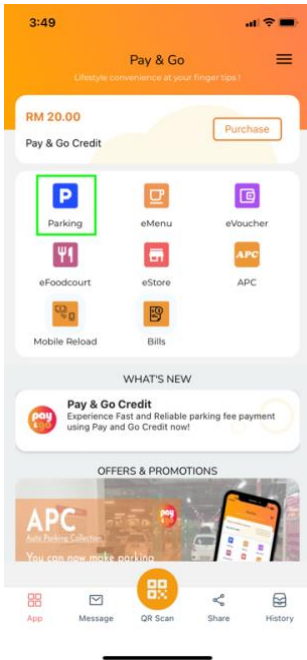 3:49
Pay & Go
Lifestyle convenience at your finger tips !
RM 20.00
Pay & Go Credit
Purchase
P
Parking
eMenu
eVoucher
APC
eFoodcourt
eStore
APC
Mobile Reload
Bills
WHAT'S NEW
pay & go
Pay & Go Credit
Experience Fast and Reliable parking fee payment
using Pay and Go Credit now!
OFFERS & PROMOTIONS
APC
Auto Parking Collection
You can now make parking
pay
App
Message
QR Scan
Share
History